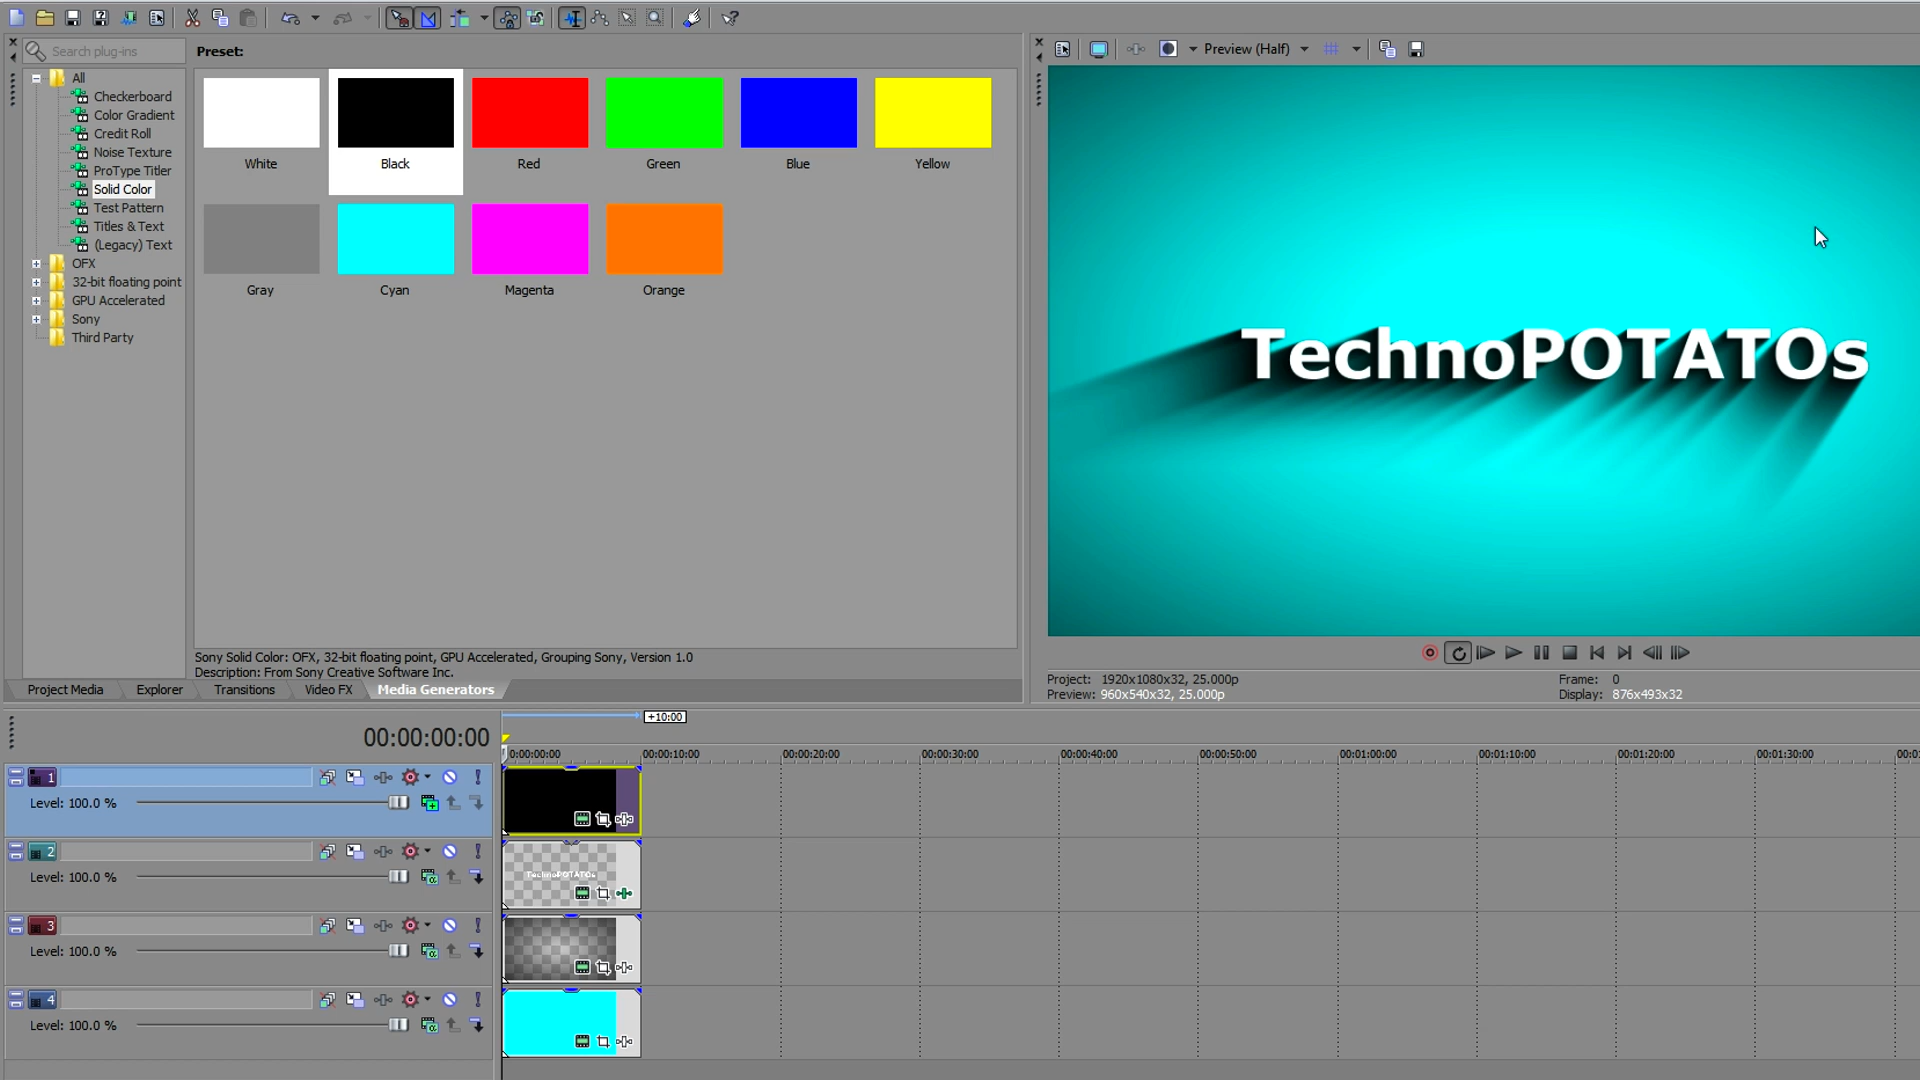 Search plug-ins
Preset:
Preview (Half)
All
Checkerboard
Color Gradient
Credit Roll
Noise Texture
ProType Titler
Solid Color
Test Pattern
Titles & Text
(Legacy) Text
OFX
32-bit floating point
GPU Accelerated
Sony
Third Party
White
Black
Red
Green
Blue
Yellow
Gray
Cyan
Magenta
Orange
TechnoPOTATOs
Sony Solid Color: OFX, 32-bit floating point, GPU Accelerated, Grouping Sony, Version 1.0
Description: From Sony Creative Software Inc.
Project Media
Explorer
Transitions
Video FX
Media Generators
Project: 1920x1080x32, 25.000p
Preview: 960x540x32, 25.000p
Frame: 0
Display: 876x493x32
00:00:00:00
+10:00
0:00:00:00
00:00:10:00
00:00:20:00
00:00:30:00
00:00:40:00
00:00:50:00
00:01:00:00
00:01:10:00
00:01:20:00
00:01:30:00
1
Level: 100.0 %
2
Level: 100.0 %
TechnoPOTATOs
3
Level: 100.0 %
4
Level: 100.0 %